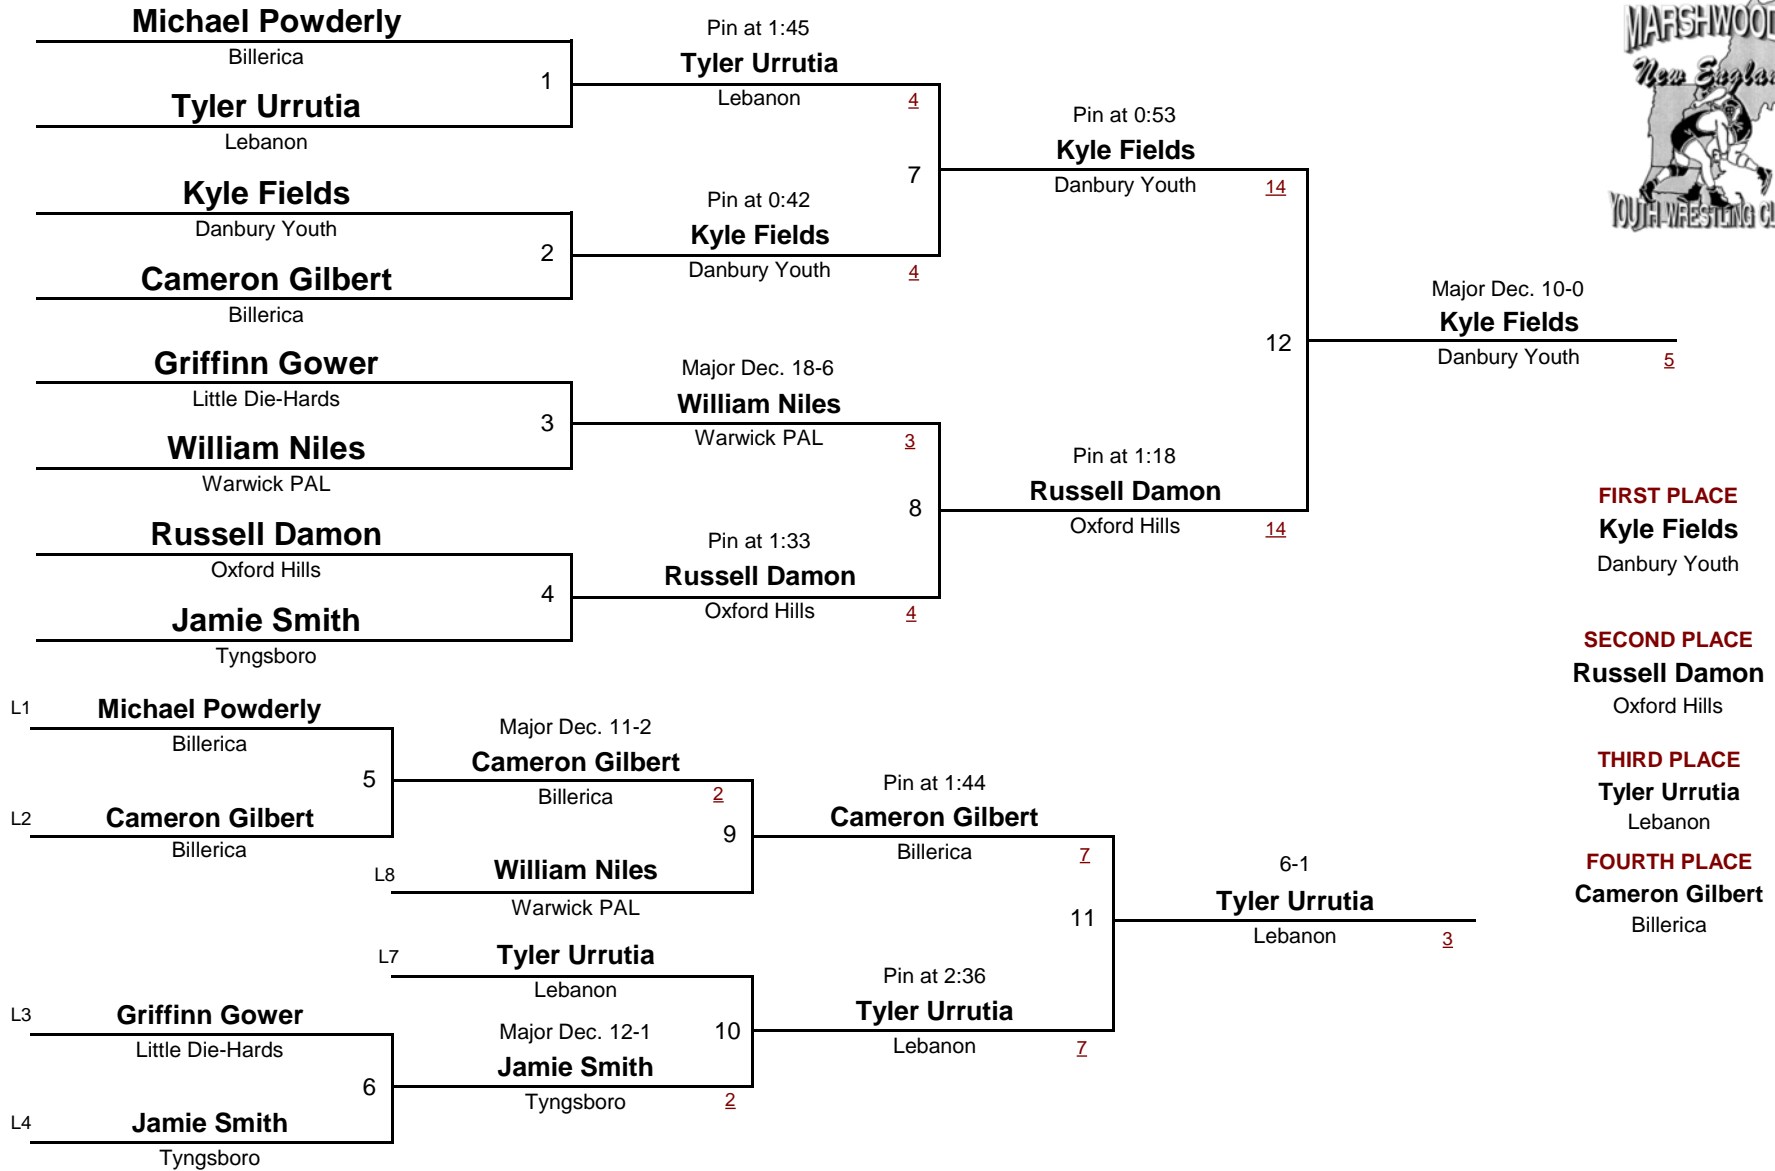 Michael Powderly
Billerica
1
Tyler Urrutia
Lebanon
Kyle Fields
Danbury Youth
2
Cameron Gilbert
Billerica
Griffinn Gower
Little Die-Hards
3
William Niles
Warwick PAL
Russell Damon
Oxford Hills
4
Jamie Smith
Tyngsboro
Pin at 1:45
Tyler Urrutia
Lebanon 4
7
Pin at 0:42
Kyle Fields
Danbury Youth 4
Major Dec. 18-6
William Niles
Warwick PAL 3
8
Pin at 1:33
Russell Damon
Oxford Hills 4
Pin at 0:53
Kyle Fields
Danbury Youth 14
12
Pin at 1:18
Russell Damon
Oxford Hills 14
Major Dec. 10-0
Kyle Fields
Danbury Youth 5
MARSHWOOD
New England
YOUTH WRESTLING
FIRST PLACE
Kyle Fields
Danbury Youth
SECOND PLACE
Russell Damon
Oxford Hills
THIRD PLACE
Tyler Urrutia
Lebanon
FOURTH PLACE
Cameron Gilbert
Billerica
L1 Michael Powderly
Billerica
5
L2 Cameron Gilbert
Billerica
L3 Griffinn Gower
Little Die-Hards
6
L4 Jamie Smith
Tyngsboro
Major Dec. 11-2
Cameron Gilbert
Billerica 2
9
L8 William Niles
Warwick PAL
L7 Tyler Urrutia
Lebanon
Major Dec. 12-1 10
Jamie Smith
Tyngsboro 2
Pin at 1:44
Cameron Gilbert
Billerica 7
11
Pin at 2:36
Tyler Urrutia
Lebanon 7
6-1
Tyler Urrutia
Lebanon 3